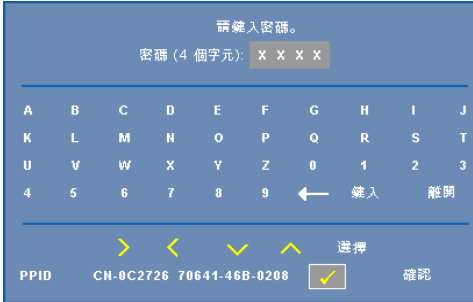 請鍵入密碼。
密碼 (4 個字元): X X X X
A B C D E F G H I J
K L M N O P Q R S T
U V W X Y Z 0 1 2 3
4 5 6 7 8 9 ← 鍵入 離開
> < ∨ ∧ 選擇
PPID CN-0C2726 70641-46B-0208 ✓ 確認